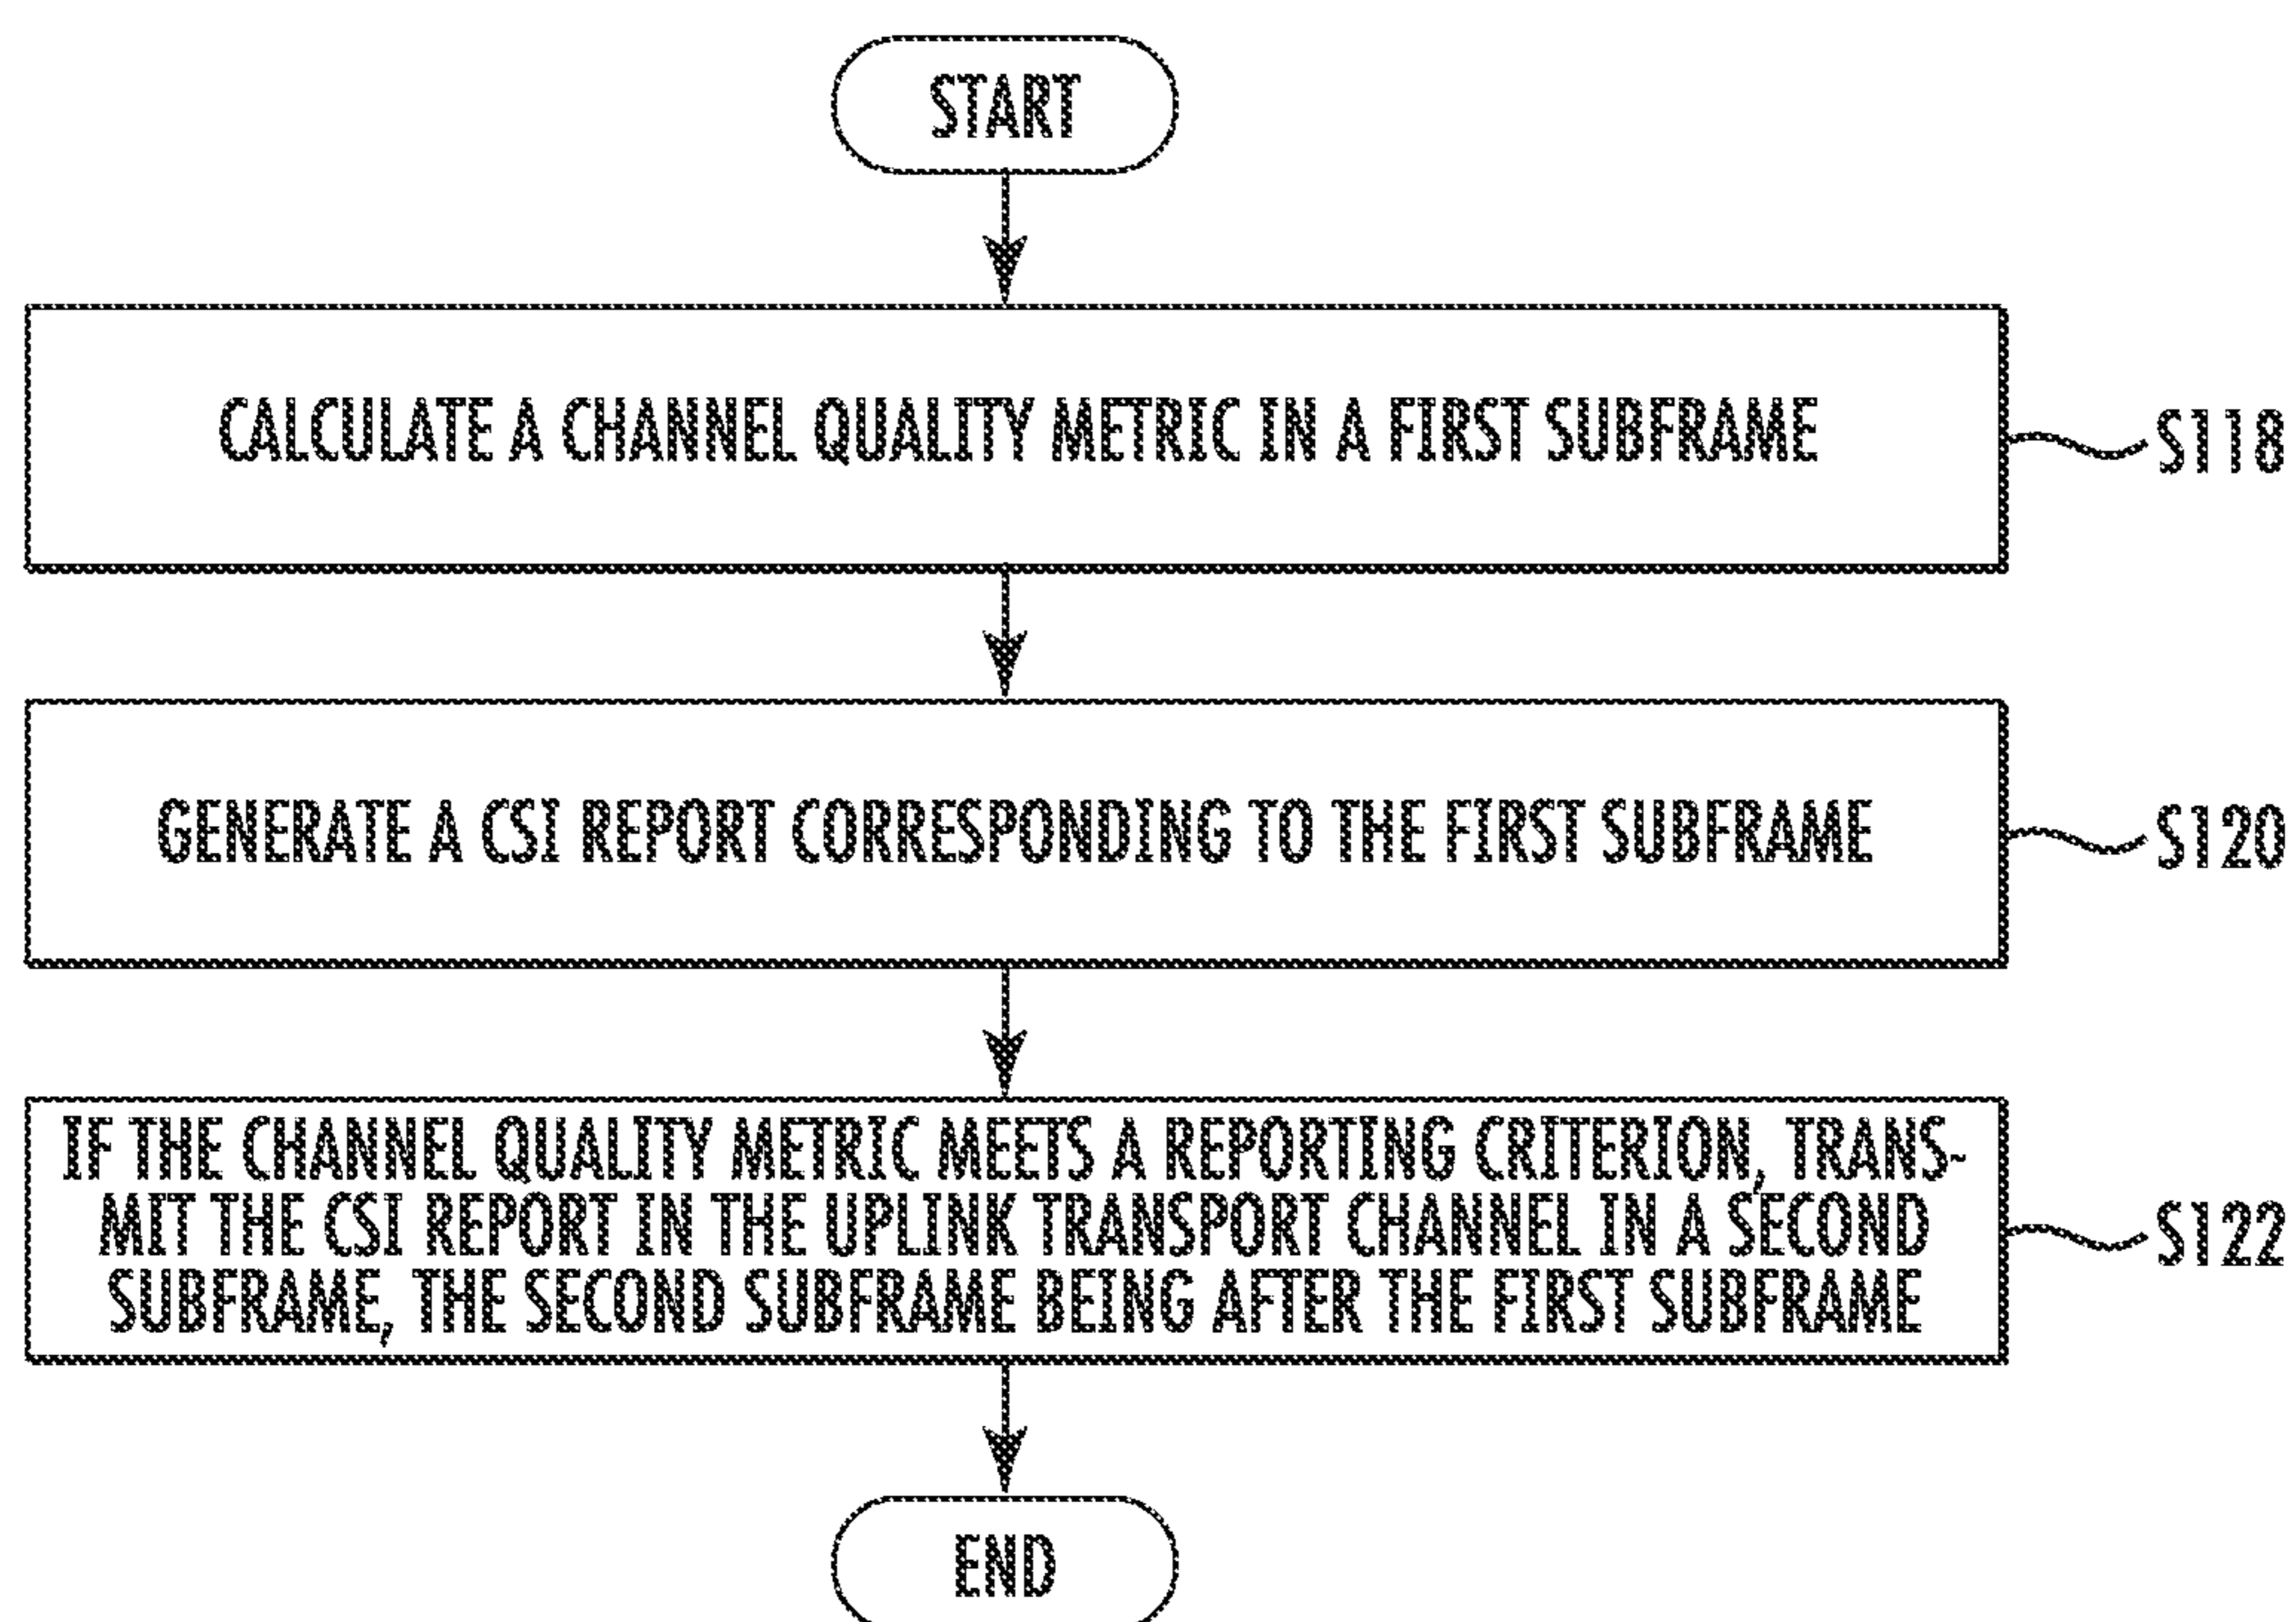 START
CALCULATE A CHANNEL QUALITY METRIC IN A FIRST SUBFRAME
S118
GENERATE A CSI REPORT CORRESPONDING TO THE FIRST SUBFRAME
S120
IF THE CHANNEL QUALITY METRIC MEETS A REPORTING CRITERION, TRANS-
MIT THE CSI REPORT IN THE UPLINK TRANSPORT CHANNEL IN A SECOND
SUBFRAME, THE SECOND SUBFRAME BEING AFTER THE FIRST SUBFRAME
S122
END